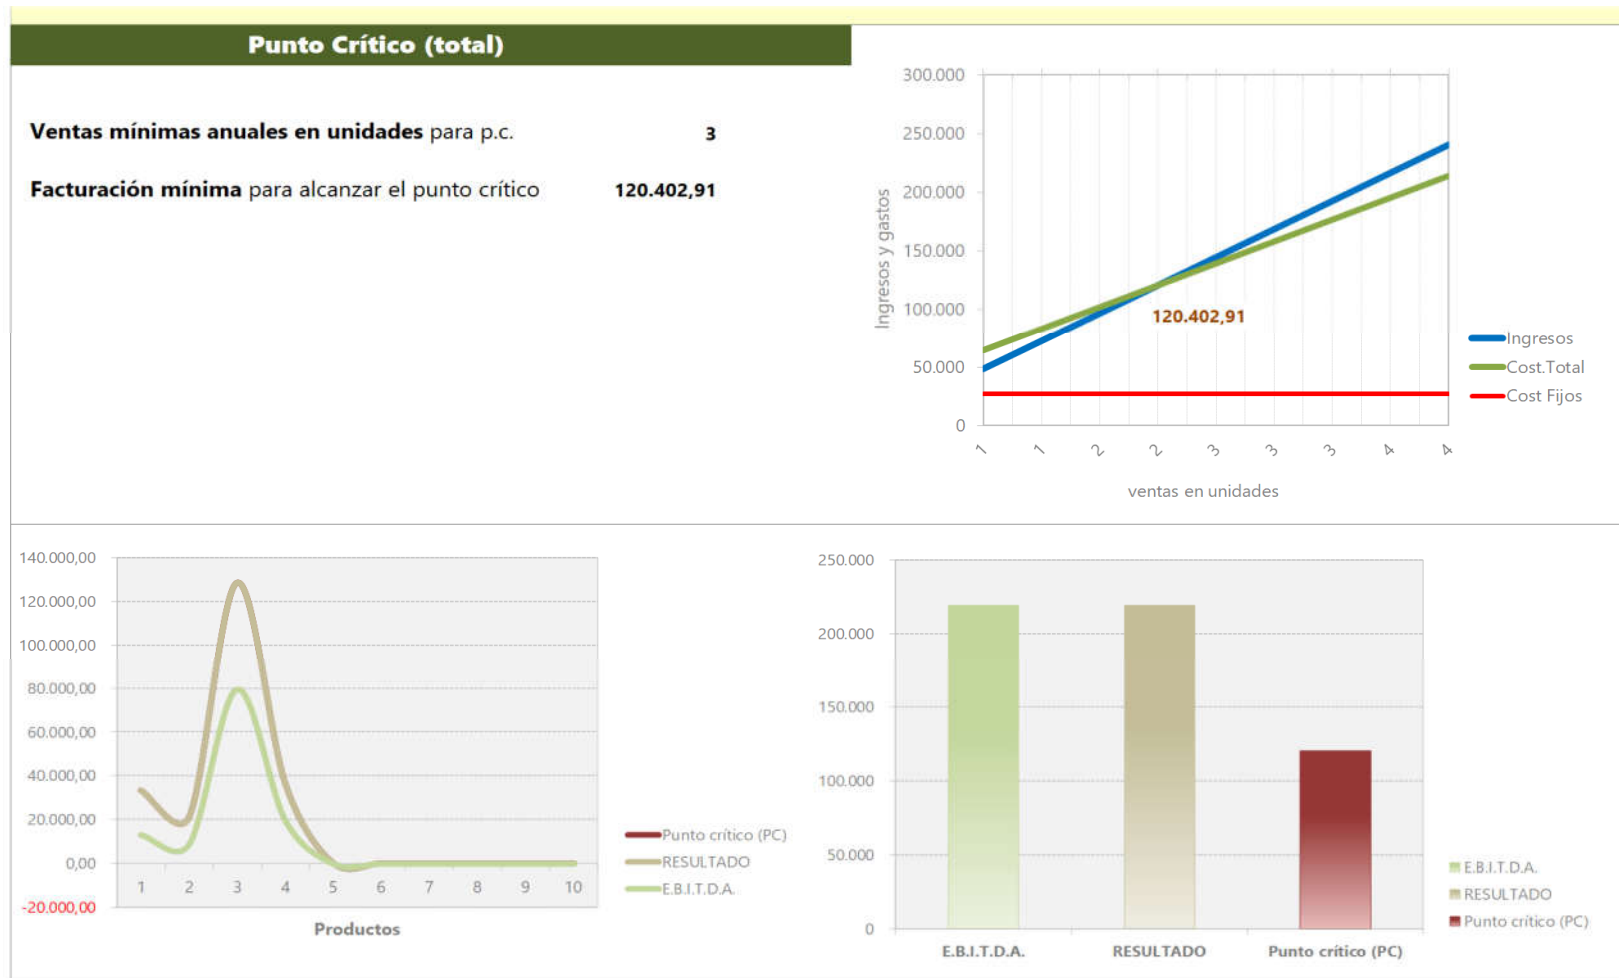 Punto Crítico (total)
Ventas mínimas anuales en unidades para p.c. 3
Facturación mínima para alcanzar el punto crítico 120.402,91
300.000
250.000
200.000
150.000
100.000
50.000
0
Ingresos y gastos
120.402,91
1 1 2 2 3 3 3 4 4
ventas en unidades
Ingresos
Cost.Total
Cost Fijos
140.000,00
120.000,00
100.000,00
80.000,00
60.000,00
40.000,00
20.000,00
0,00
-20.000,00
1 2 3 4 5 6 7 8 9 10
Productos
Punto crítico (PC)
RESULTADO
E.B.I.T.D.A.
250.000
200.000
150.000
100.000
50.000
0
E.B.I.T.D.A. RESULTADO Punto crítico (PC)
E.B.I.T.D.A.
RESULTADO
Punto crítico (PC)